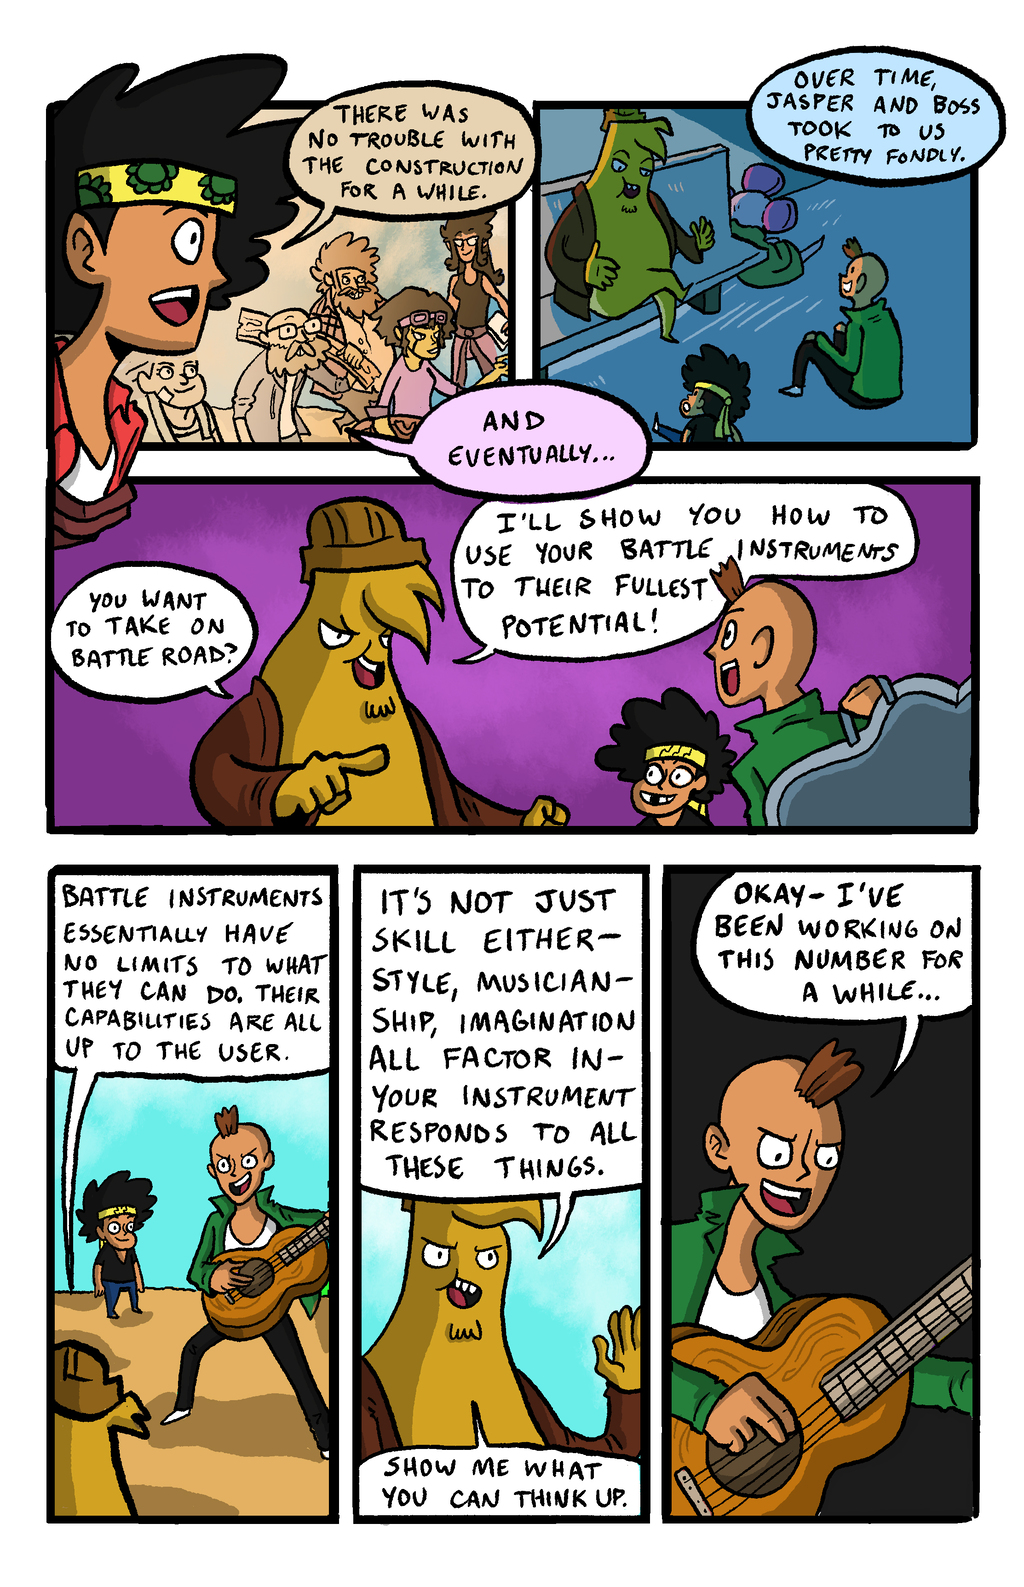 THERE WAS
NO TROUBLE WITH
THE CONSTRUCTION
FOR A WHILE.
OVER TIME,
JASPER AND BOSS
TOOK TO US
PRETTY FONDLY.
AND
EVENTUALLY...
YOU WANT
TO TAKE ON
BATTLE ROAD?
I'LL SHOW YOU HOW TO
USE YOUR BATTLE INSTRUMENTS
TO THEIR FULLEST
POTENTIAL!
BATTLE INSTRUMENTS
ESSENTIALLY HAVE
NO LIMITS TO WHAT
THEY CAN DO. THEIR
CAPABILITIES ARE ALL
UP TO THE USER.
IT'S NOT JUST
SKILL EITHER-
STYLE, MUSICIAN-
SHIP, IMAGINATION
ALL FACTOR IN-
YOUR INSTRUMENT
RESPONDS TO ALL
THESE THINGS.
SHOW ME WHAT
YOU CAN THINK UP.
OKAY- I'VE
BEEN WORKING ON
THIS NUMBER FOR
A WHILE...